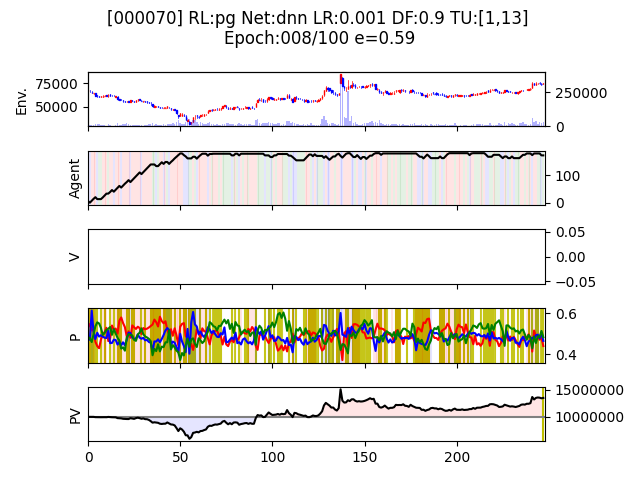 [000070] RL:pg Net:dnn LR:0.001 DF:0.9 TU:[1,13]
Epoch:008/100 e=0.59
Env.
75000
50000
250000
0
Agent
100
0
V
0.05
0.00
−0.05
P
0.6
0.4
PV
15000000
10000000
0 50 100 150 200